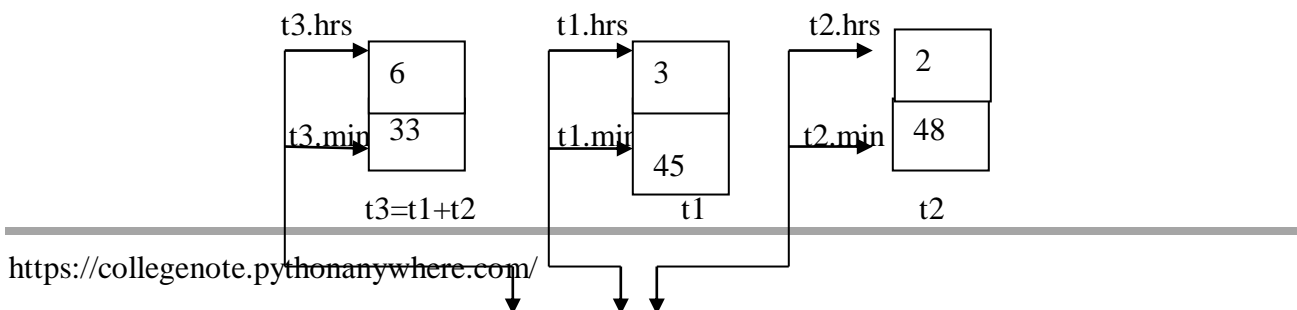 t3.hrs t1.hrs t2.hrs
6 3 2
t3.min 33 t1.min 45 t2.min 48
t3=t1+t2 t1 t2
https://collegenote.pythonanywhere.com/